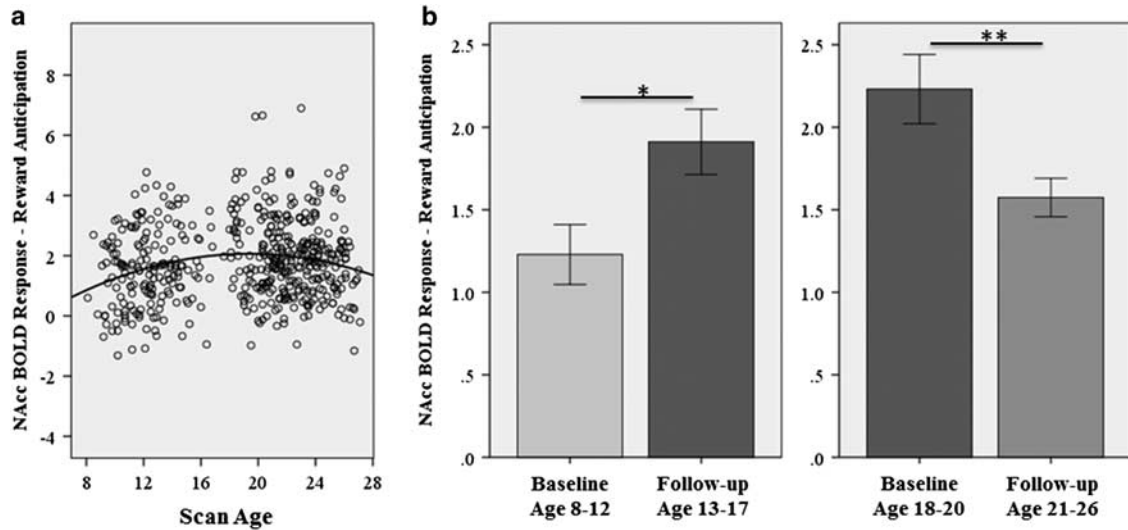 a
NAcc BOLD Response - Reward Anticipation
8
6
4
2
0
-2
-4
8 12 16 20 24 28
Scan Age
b
NAcc BOLD Response - Reward Anticipation
2.5
2.0
1.5
1.0
.5
.0
*
Baseline Follow-up
Age 8-12 Age 13-17
2.5
2.0
1.5
1.0
.5
.0
**
Baseline Follow-up
Age 18-20 Age 21-26